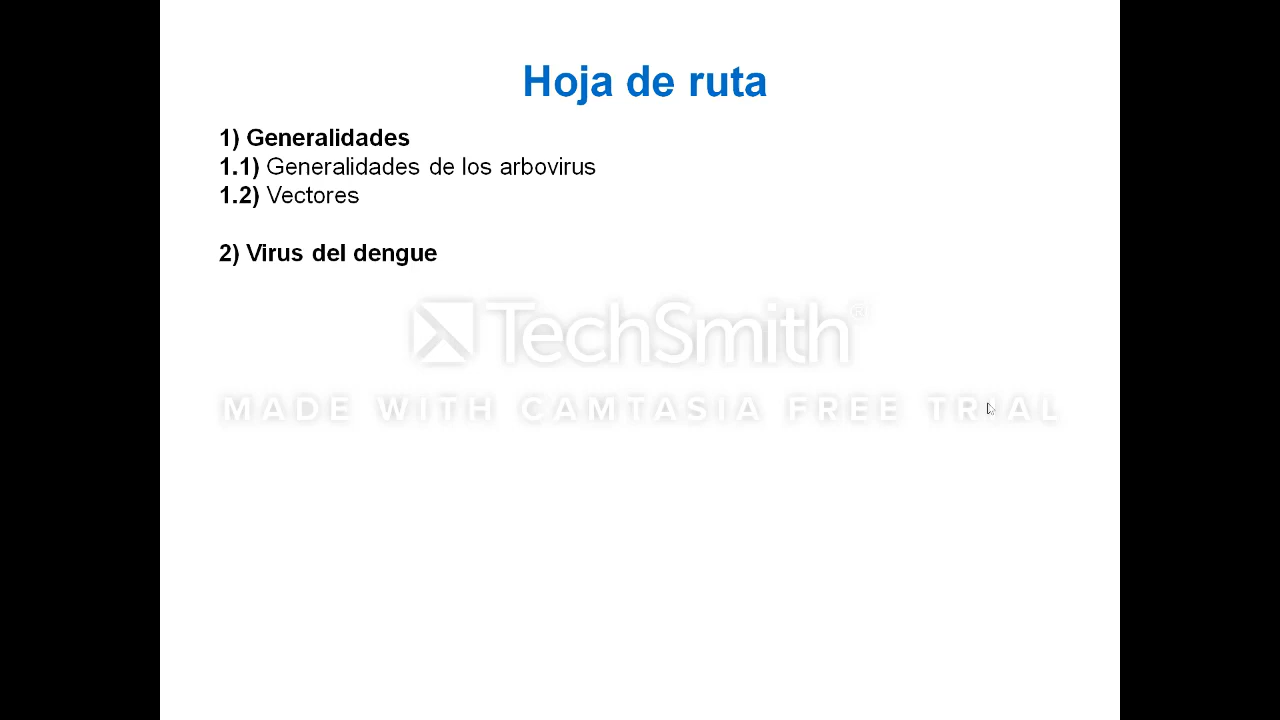 Hoja de ruta
1) Generalidades
1.1) Generalidades de los arbovirus
1.2) Vectores
2) Virus del dengue
TechSmith®
MADE WITH CAMTASIA FREE TRIAL